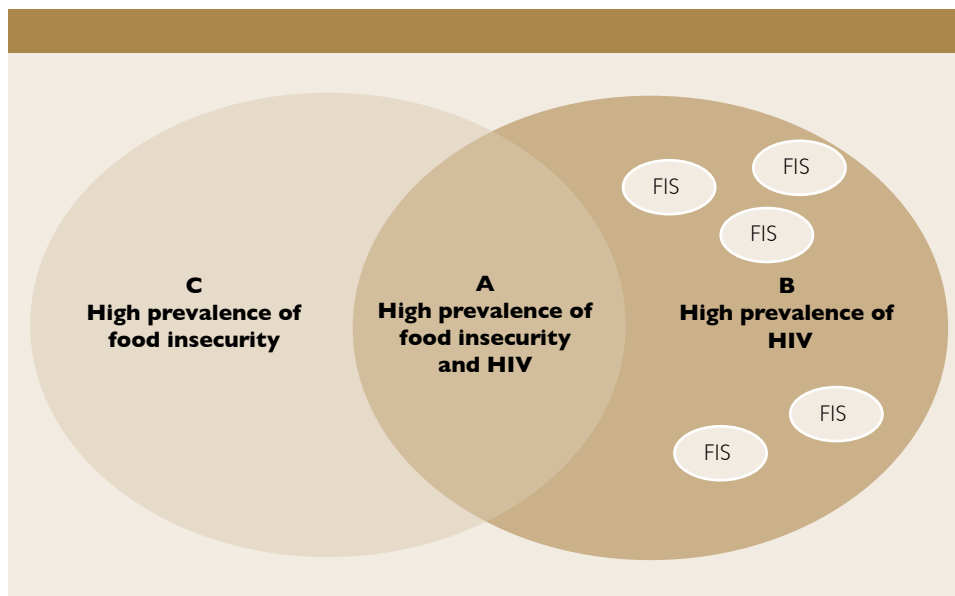 FIS
FIS
FIS
C
High prevalence of
food insecurity
A
High prevalence of
food insecurity
and HIV
B
High prevalence of
HIV
FIS
FIS